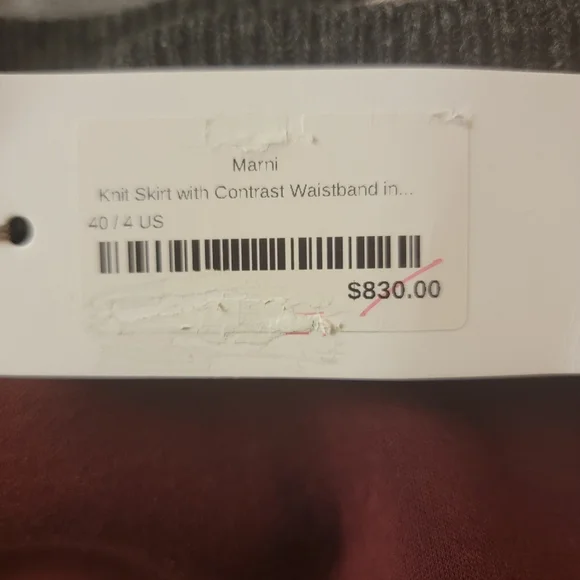 Marni
Knit Skirt with Contrast Waistband in...
40 / 4 US
$830.00